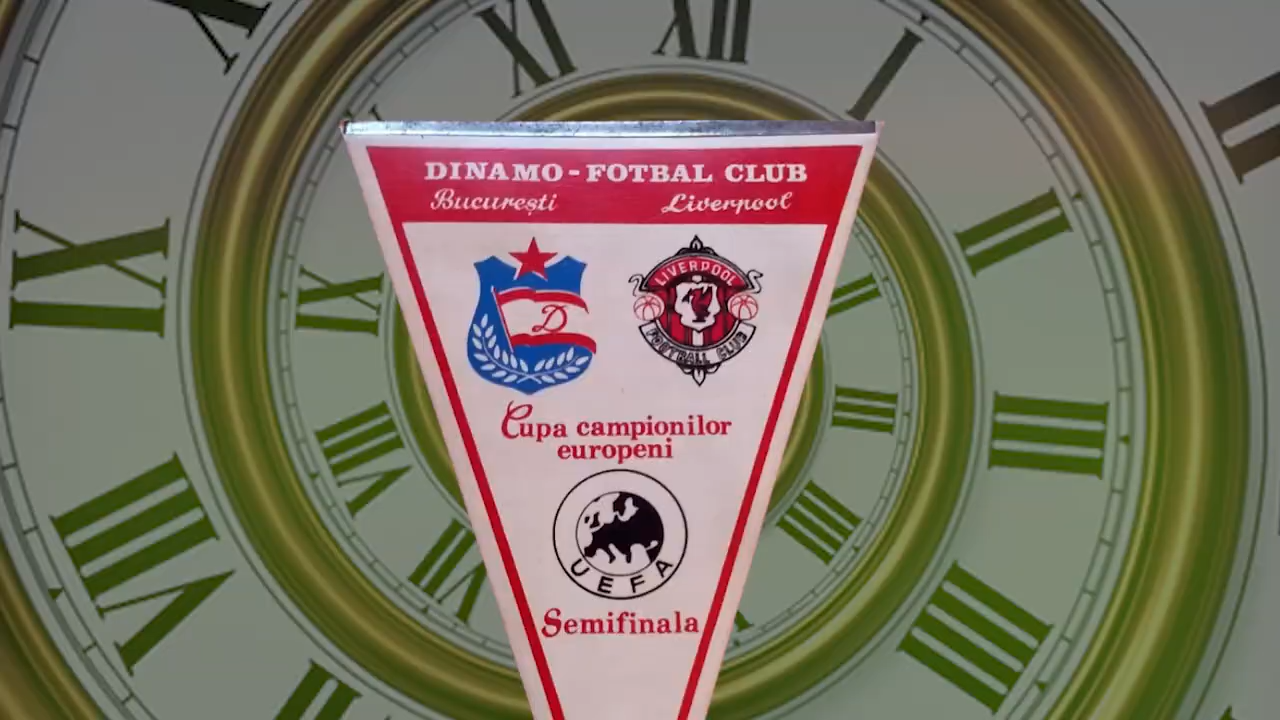 DINAMO - FOTBAL CLUB
București Liverpool
D
LIVERPOOL
FOOTBALL CLUB
Cupa campionilor
europeni
UEFA
Semifinala